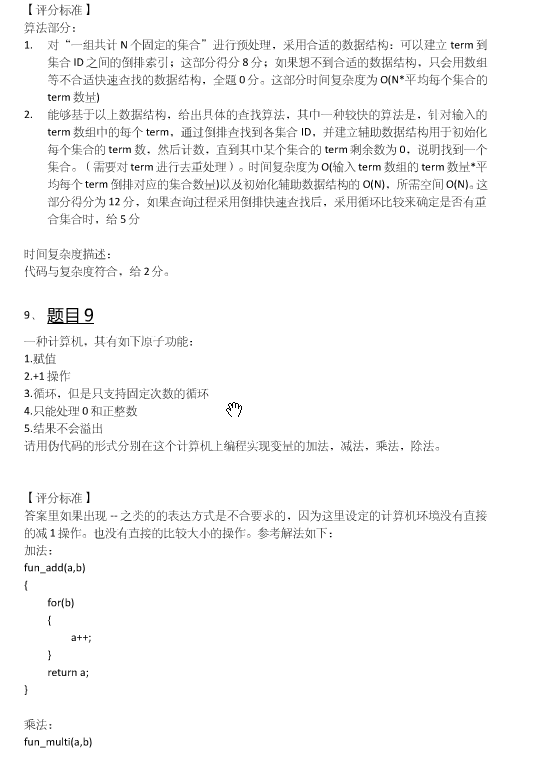 【评分标准】
算法部分：
1. 对“一组共计 N 个固定的集合”进行预处理，采用合适的数据结构：可以建立 term 到
集合 ID 之间的倒排索引；这部分得分 8 分；如果想不到合适的数据结构，只会用数组
等不合适快速查找的数据结构，全题 0 分。这部分时间复杂度为 O(N*平均每个集合的
term 数量)
2. 能够基于以上数据结构，给出具体的查找算法，其中一种较快的算法是，针对输入的
term 数组中的每个 term，通过倒排查找到各集合 ID，并建立辅助数据结构用于初始化
每个集合的 term 数，然后计数，直到其中某个集合的 term 剩余数为 0，说明找到一个
集合。（需要对 term 进行去重处理）。时间复杂度为 O(输入 term 数组的 term 数量*平
均每个 term 倒排对应的集合数量)以及初始化辅助数据结构的 O(N)，所需空间 O(N)。这
部分得分为 12 分，如果查询过程采用倒排快速查找后，采用循环比较来确定是否有重
合集合时，给 5 分
时间复杂度描述：
代码与复杂度符合，给 2 分。
9、 题目 9
一种计算机，其有如下原子功能：
1.赋值
2.+1 操作
3.循环，但是只支持固定次数的循环
4.只能处理 0 和正整数
5.结果不会溢出
请用伪代码的形式分别在这个计算机上编程实现变量的加法，减法，乘法，除法。
【评分标准】
答案里如果出现 -- 之类的的表达方式是不合要求的，因为这里设定的计算机环境没有直接
的减 1 操作。也没有直接的比较大小的操作。参考解法如下：
加法：
fun_add(a,b)
{
for(b)
{
a++;
}
return a;
}
乘法：
fun_multi(a,b)